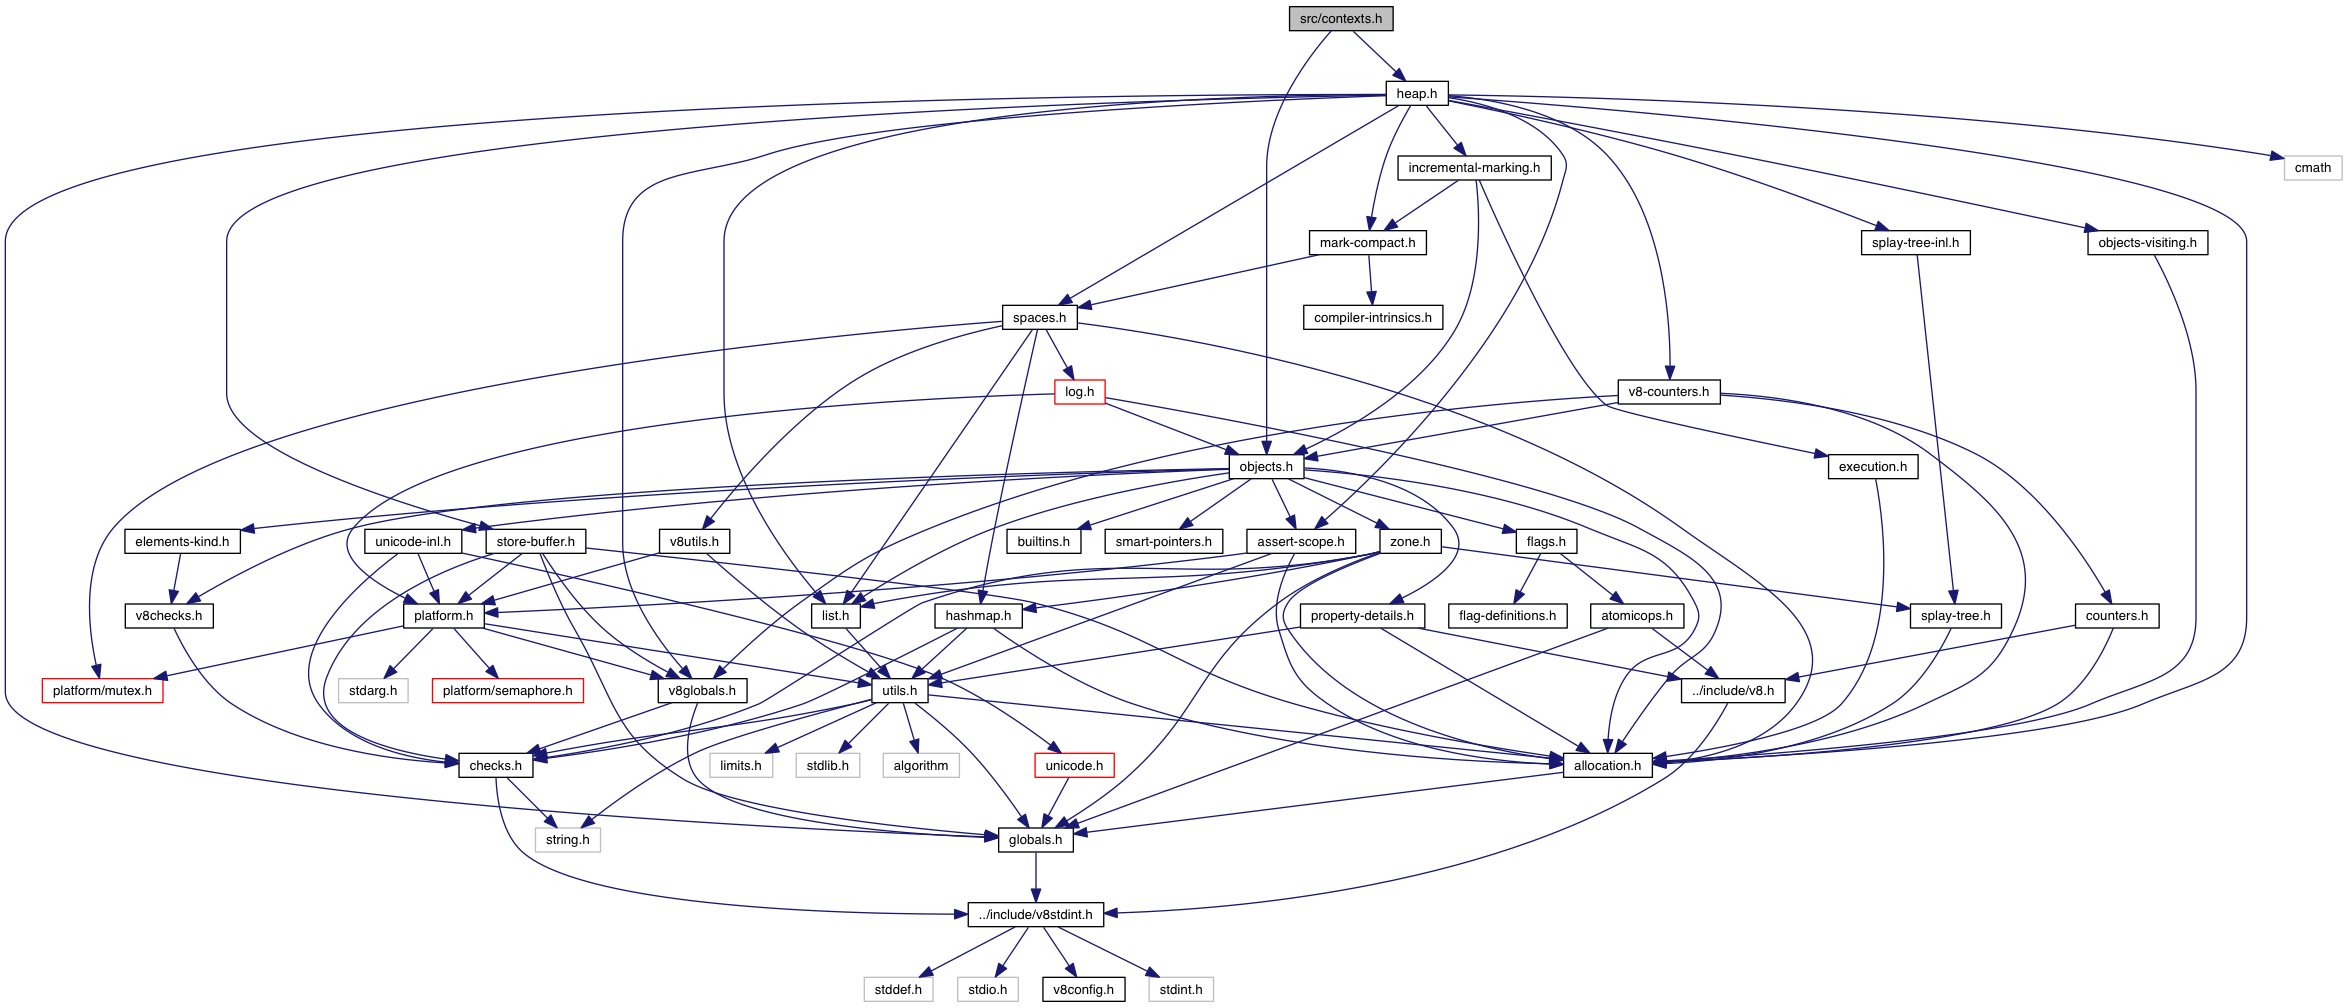 src/contexts.h
heap.h
incremental-marking.h
cmath
mark-compact.h
splay-tree-inl.h
objects-visiting.h
spaces.h
compiler-intrinsics.h
log.h
v8-counters.h
objects.h
execution.h
elements-kind.h
unicode-inl.h
store-buffer.h
v8utils.h
builtins.h
smart-pointers.h
assert-scope.h
zone.h
flags.h
v8checks.h
platform.h
list.h
hashmap.h
property-details.h
flag-definitions.h
atomicops.h
splay-tree.h
counters.h
platform/mutex.h
stdarg.h
platform/semaphore.h
v8globals.h
utils.h
../include/v8.h
checks.h
limits.h
stdlib.h
algorithm
unicode.h
allocation.h
string.h
globals.h
../include/v8stdint.h
stddef.h
stdio.h
v8config.h
stdint.h